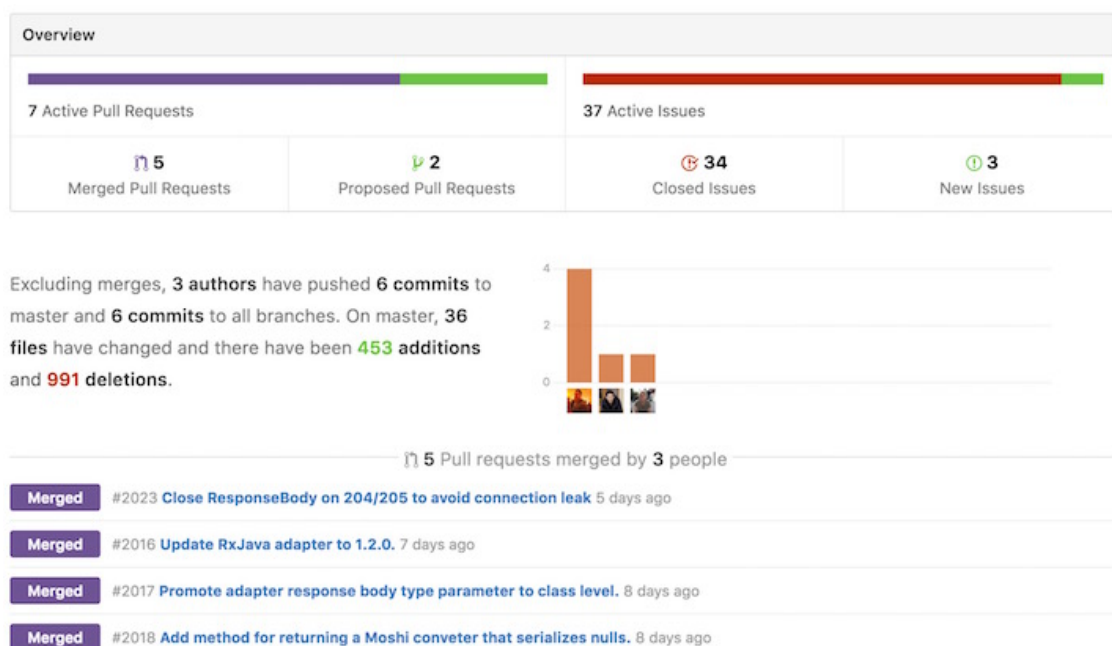 Overview
7 Active Pull Requests
37 Active Issues
5
Merged Pull Requests
2
Proposed Pull Requests
34
Closed Issues
3
New Issues
Excluding merges, 3 authors have pushed 6 commits to
master and 6 commits to all branches. On master, 36
files have changed and there have been 453 additions
and 991 deletions.
4
2
0
5 Pull requests merged by 3 people
Merged #2023 Close ResponseBody on 204/205 to avoid connection leak 5 days ago
Merged #2016 Update RxJava adapter to 1.2.0. 7 days ago
Merged #2017 Promote adapter response body type parameter to class level. 8 days ago
Merged #2018 Add method for returning a Moshi conveter that serializes nulls. 8 days ago